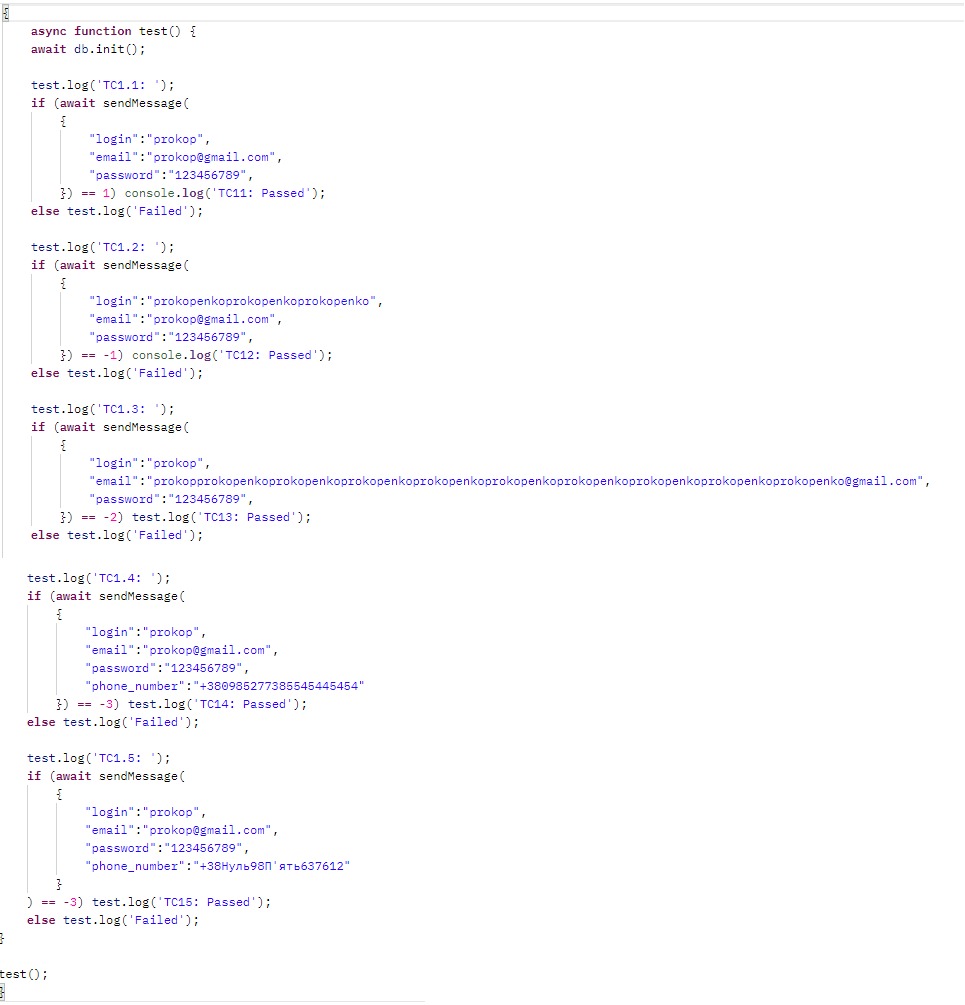 {
async function test() {
await db.init();
test.log('TC1.1: ');
if (await sendMessage(
{
"login":"prokop",
"email":"prokop@gmail.com",
"password":"123456789",
}) == 1) console.log('TC11: Passed');
else test.log('Failed');
test.log('TC1.2: ');
if (await sendMessage(
{
"login":"prokopenkoprokopenkoprokopenko",
"email":"prokop@gmail.com",
"password":"123456789",
}) == -1) console.log('TC12: Passed');
else test.log('Failed');
test.log('TC1.3: ');
if (await sendMessage(
{
"login":"prokop",
"email":"prokopprokopenkoprokopenkoprokopenkoprokopenkoprokopenkoprokopenkoprokopenkoprokopenkoprokopenko@gmail.com",
"password":"123456789",
}) == -2) test.log('TC13: Passed');
else test.log('Failed');
test.log('TC1.4: ');
if (await sendMessage(
{
"login":"prokop",
"email":"prokop@gmail.com",
"password":"123456789",
"phone_number":"+380985277385545445454"
}) == -3) test.log('TC14: Passed');
else test.log('Failed');
test.log('TC1.5: ');
if (await sendMessage(
{
"login":"prokop",
"email":"prokop@gmail.com",
"password":"123456789",
"phone_number":"+38Нуль98П'ять637612"
}
) == -3) test.log('TC15: Passed');
else test.log('Failed');
}
test();
}